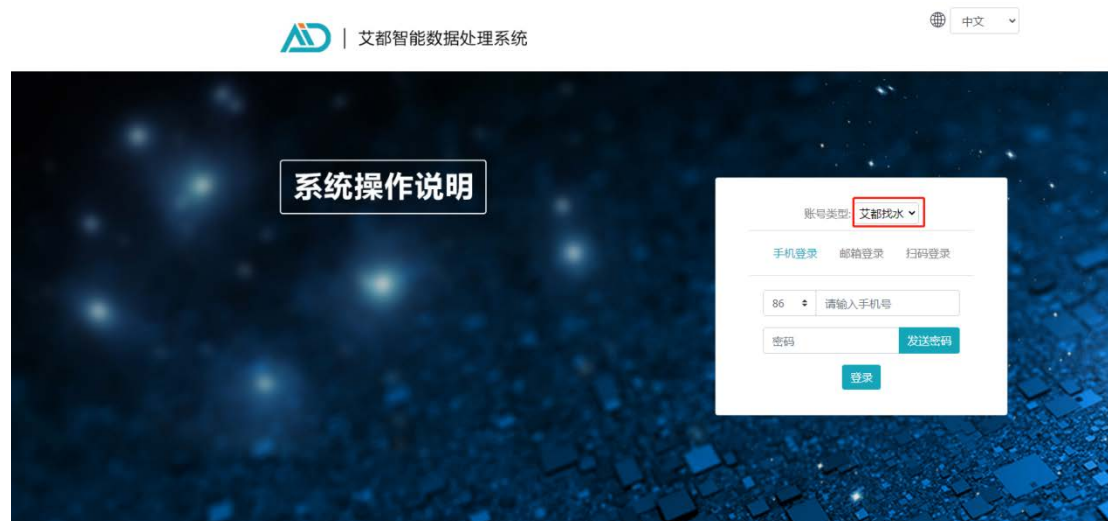 AID | 艾都智能数据处理系统
中文
系统操作说明
账号类型: 艾都找水
手机登录 邮箱登录 扫码登录
86 请输入手机号
密码 发送密码
登录